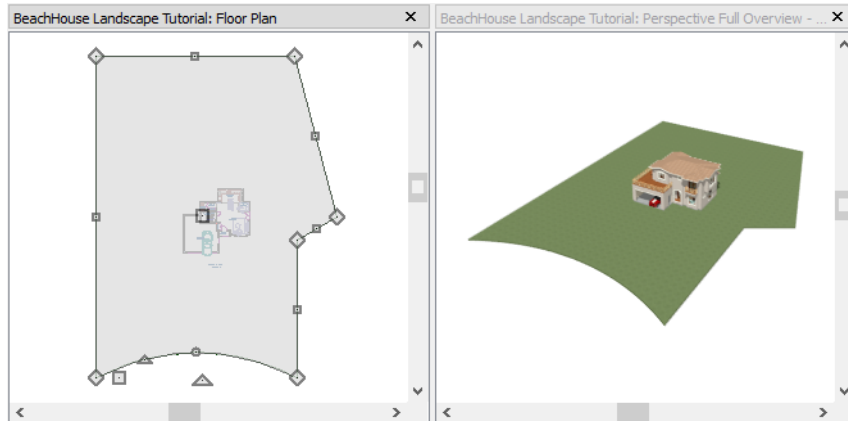 BeachHouse Landscape Tutorial: Floor Plan
BeachHouse Landscape Tutorial: Perspective Full Overview - ...